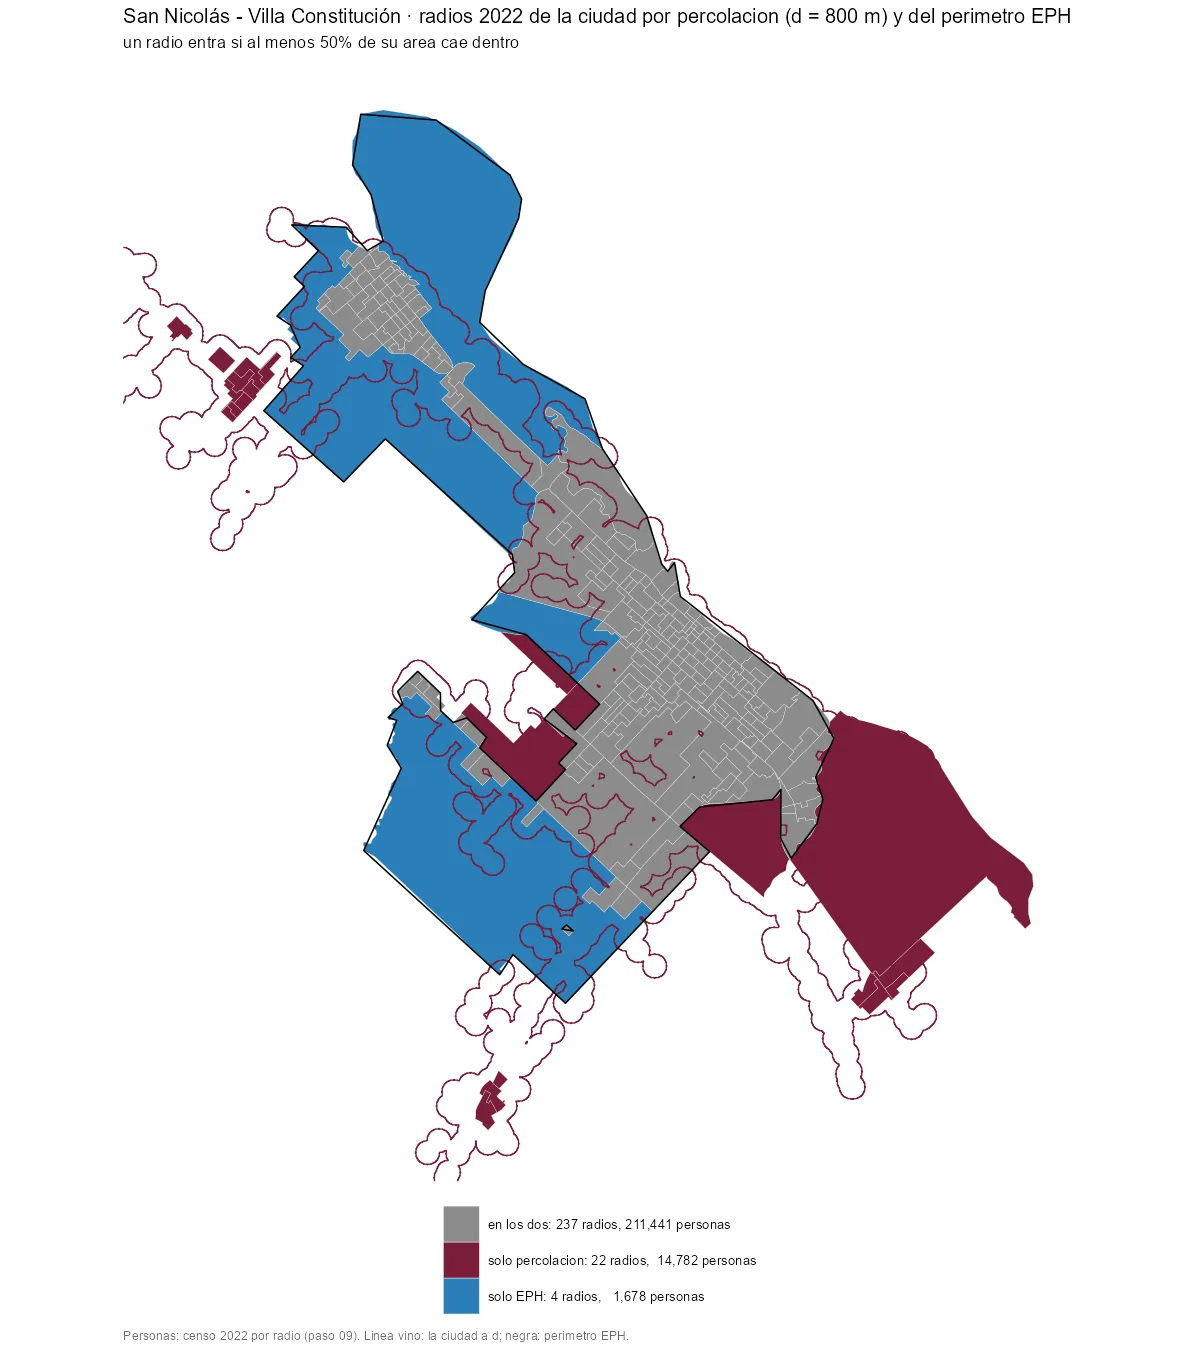 San Nicolás - Villa Constitución · radios 2022 de la ciudad por percolacion (d = 800 m) y del perimetro EPH
un radio entra si al menos 50% de su area cae dentro
en los dos: 237 radios, 211,441 personas
solo percolacion: 22 radios, 14,782 personas
solo EPH: 4 radios, 1,678 personas
Personas: censo 2022 por radio (paso 09). Linea vino: la ciudad a d; negra: perimetro EPH.